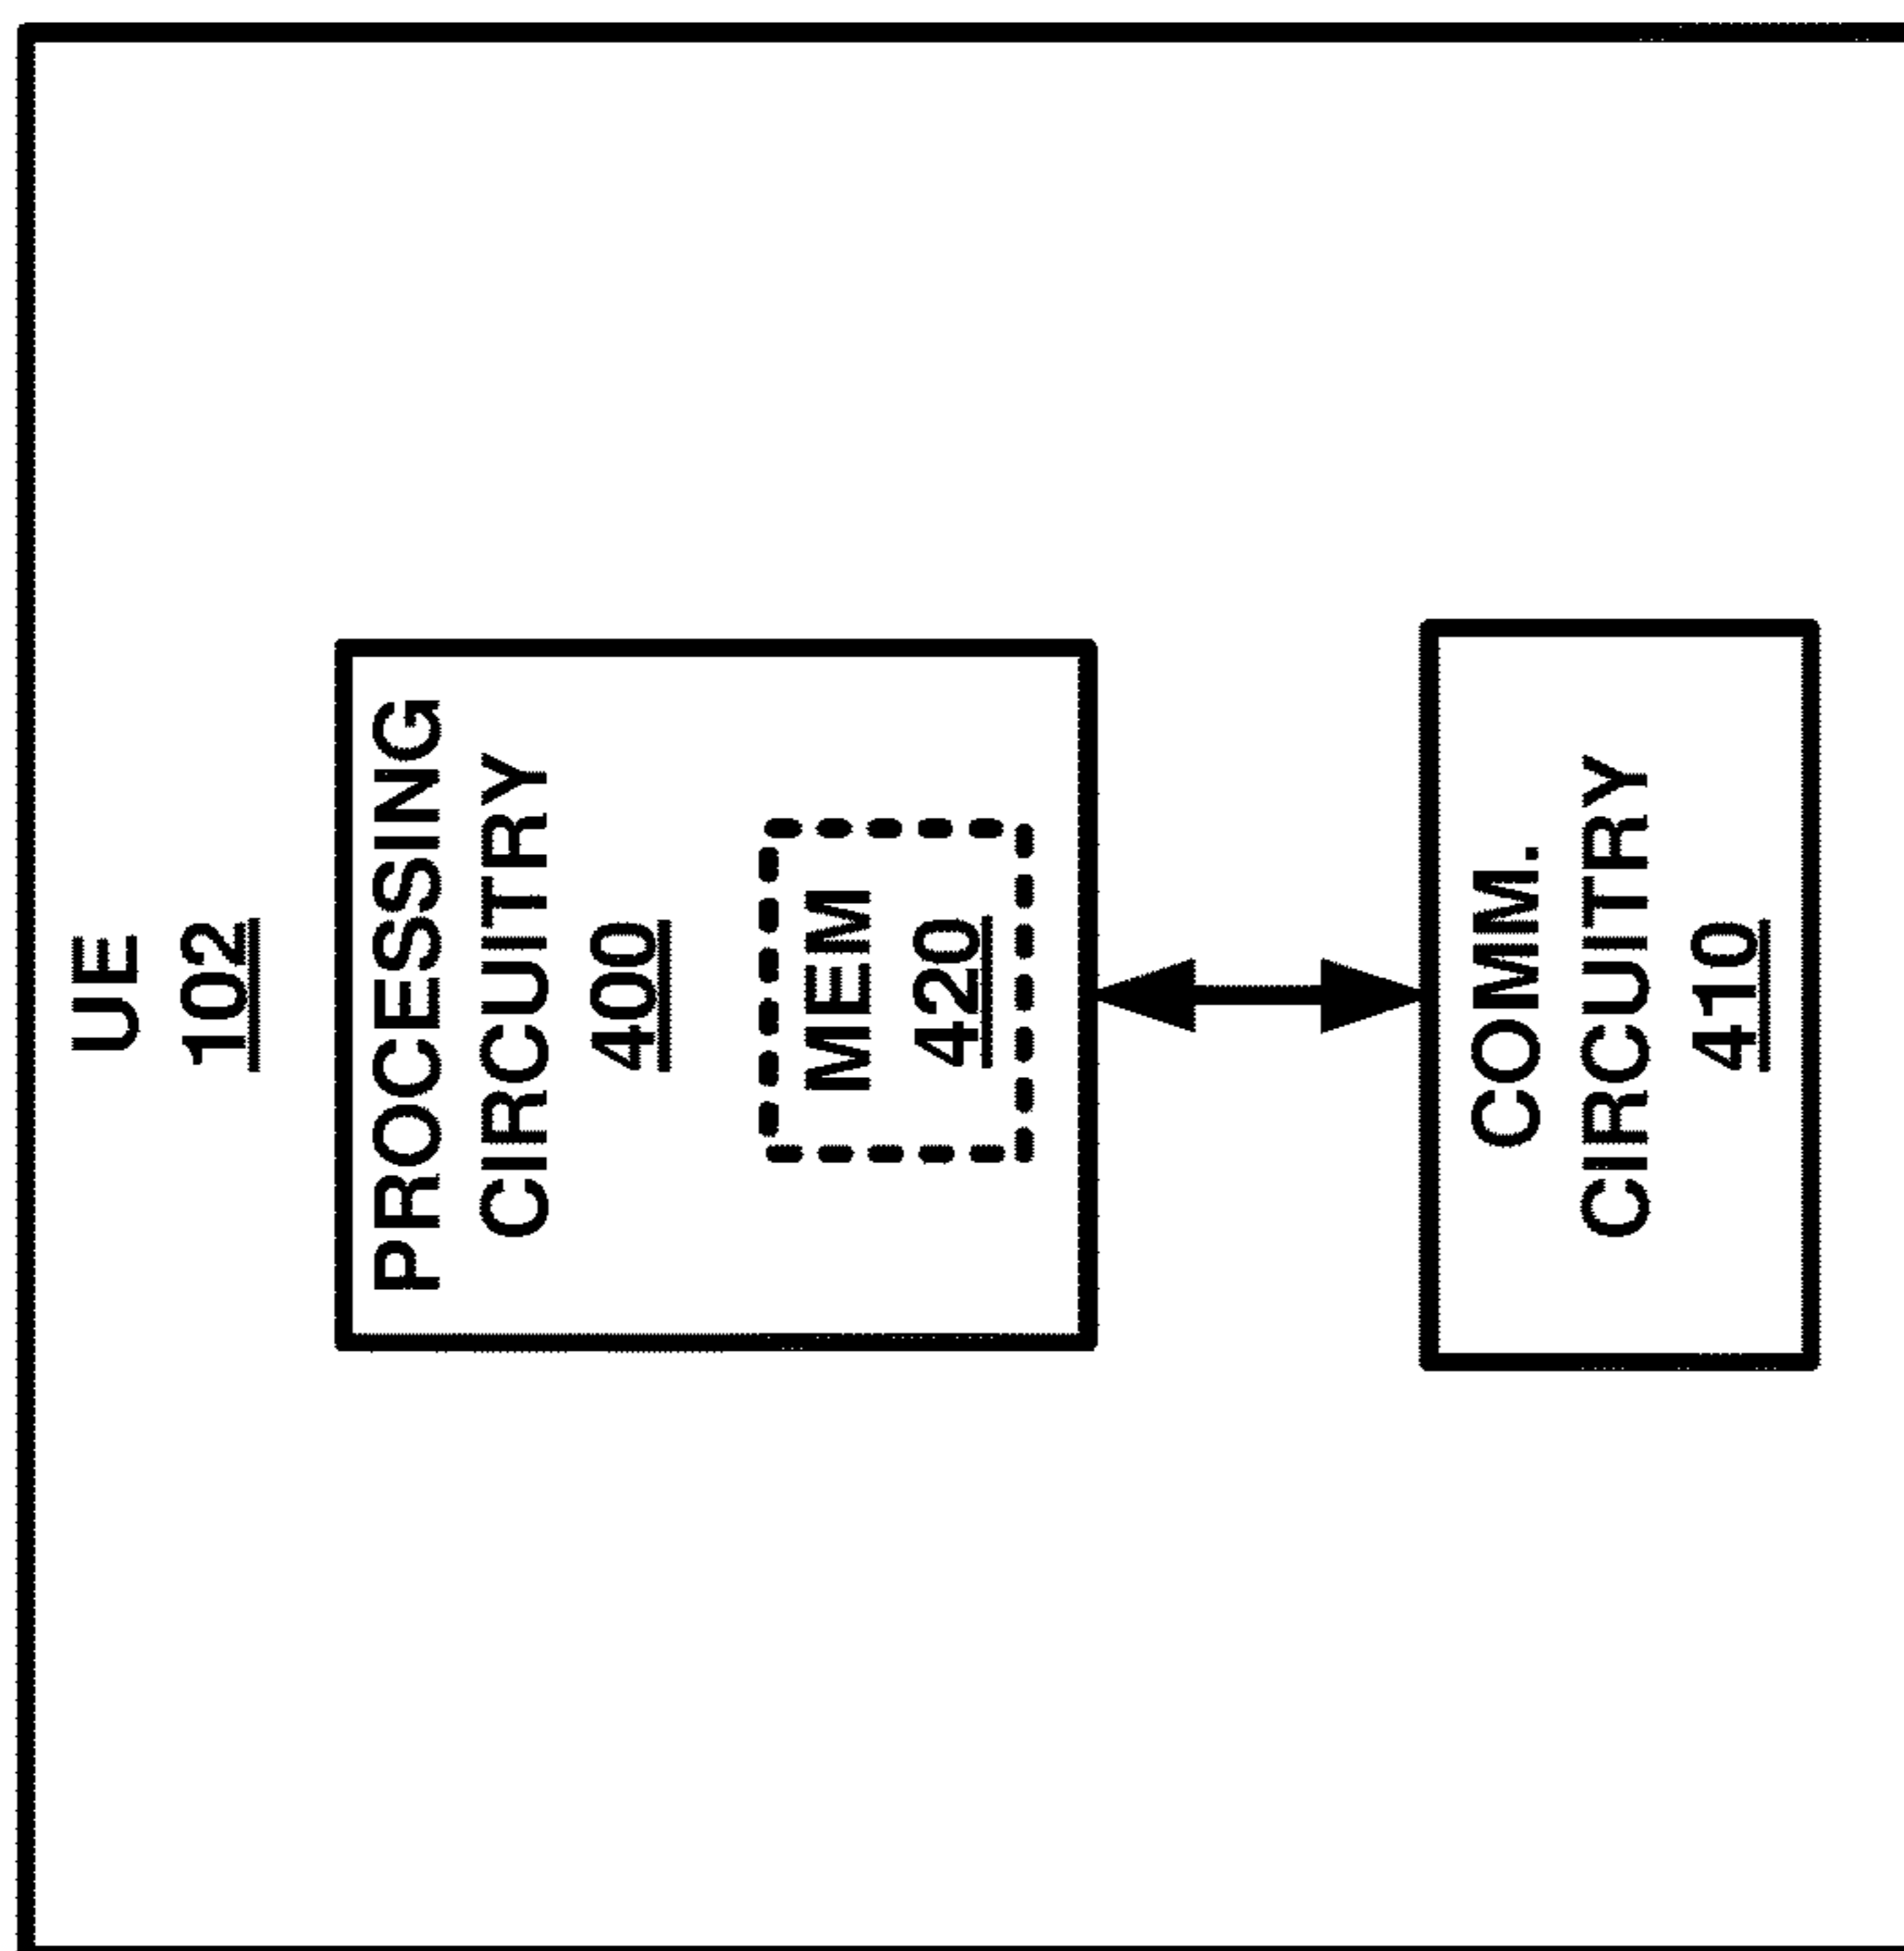 UE
102
PROCESSING
CIRCUITRY
400
MEM
420
COMM.
CIRCUITRY
410